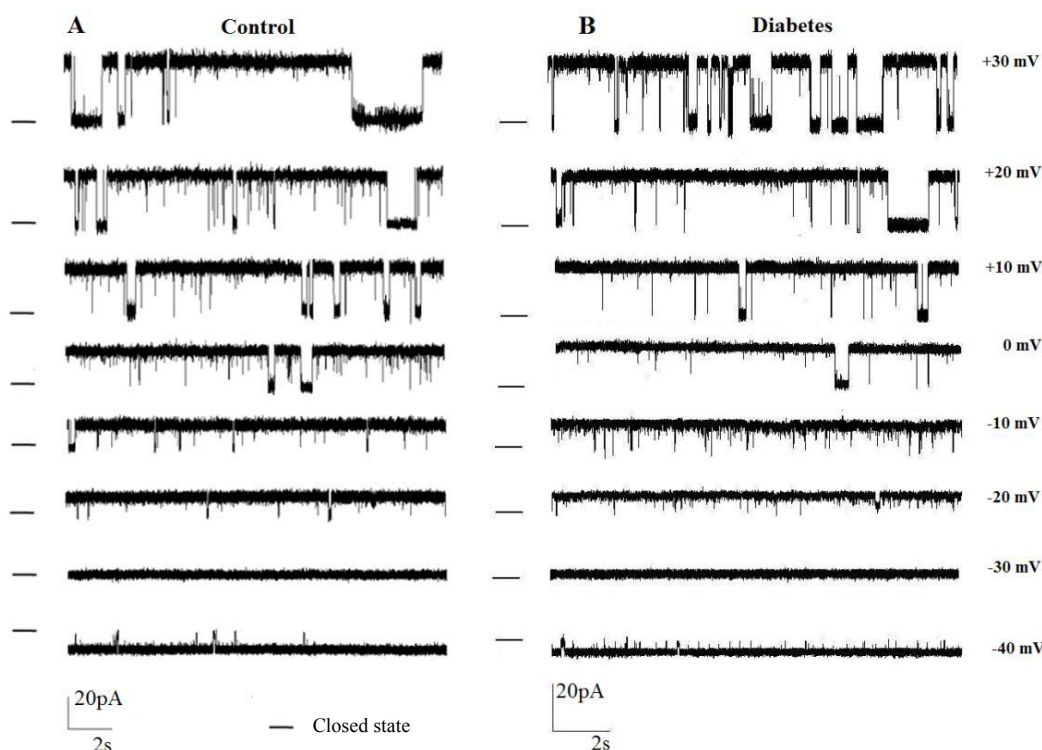 A Control B Diabetes
+30 mV
+20 mV
+10 mV
0 mV
-10 mV
-20 mV
-30 mV
-40 mV
20pA
2s
Closed state
20pA
2s